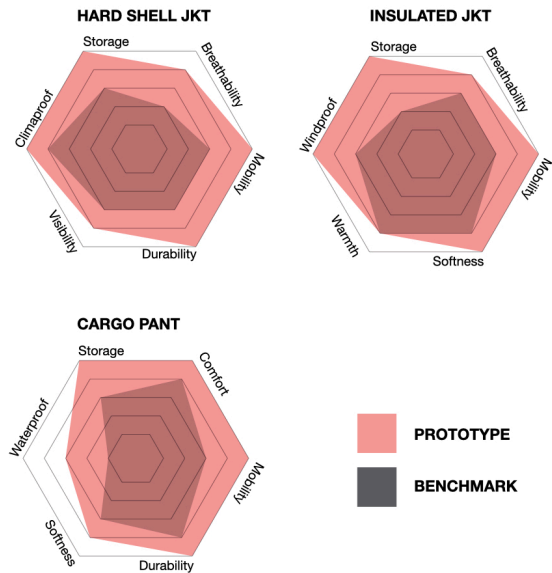 HARD SHELL JKT
Storage
Breathability
Climaproof
Mobility
Visibility
Durability
INSULATED JKT
Storage
Breathability
Windproof
Mobility
Warmth
Softness
CARGO PANT
Storage
Comfort
Waterproof
Mobility
Softness
Durability
PROTOTYPE
BENCHMARK